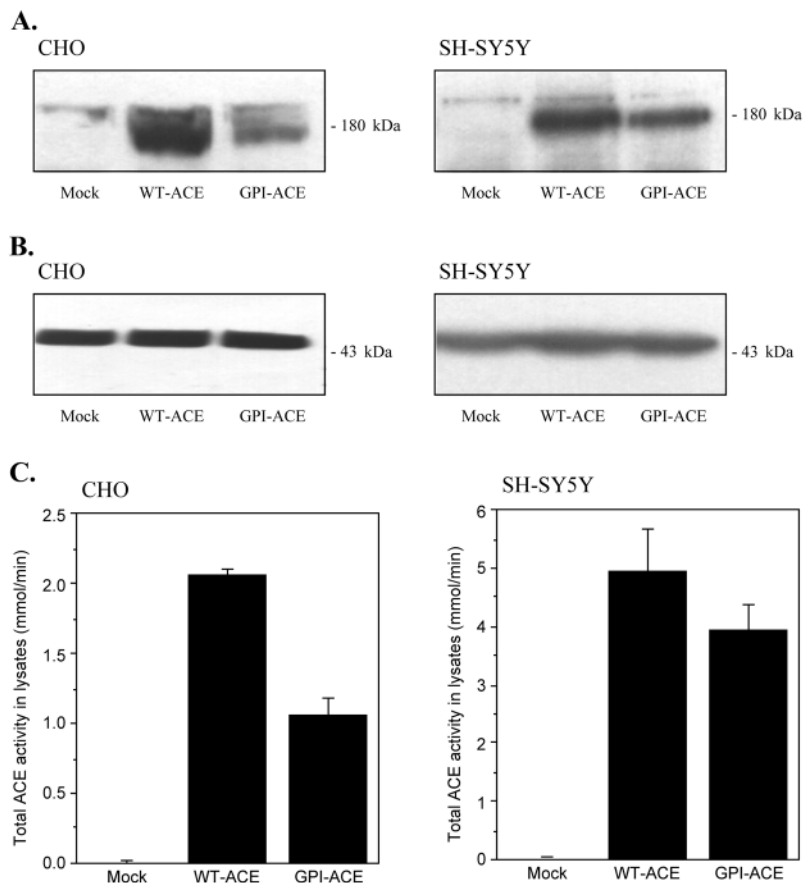 A.
CHO
SH-SY5Y
- 180 kDa
- 180 kDa
Mock WT-ACE GPI-ACE
Mock WT-ACE GPI-ACE
B.
CHO
SH-SY5Y
- 43 kDa
- 43 kDa
Mock WT-ACE GPI-ACE
Mock WT-ACE GPI-ACE
C.
CHO
Total ACE activity in lysates (mmol/min)
2.5
2.0
1.5
1.0
0.5
0.0
Mock WT-ACE GPI-ACE
SH-SY5Y
Total ACE activity in lysates (mmol/min)
6
5
4
3
2
1
0
Mock WT-ACE GPI-ACE